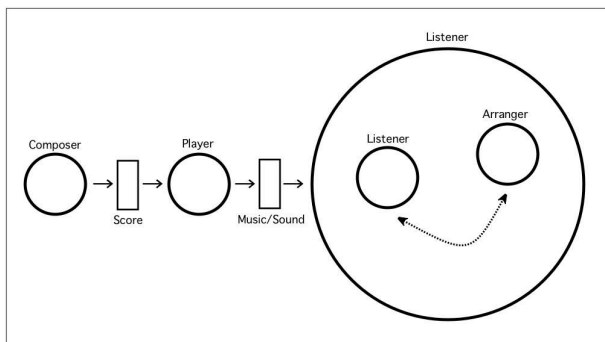 Listener
Arranger
Composer
Player
Listener
Score
Music/Sound